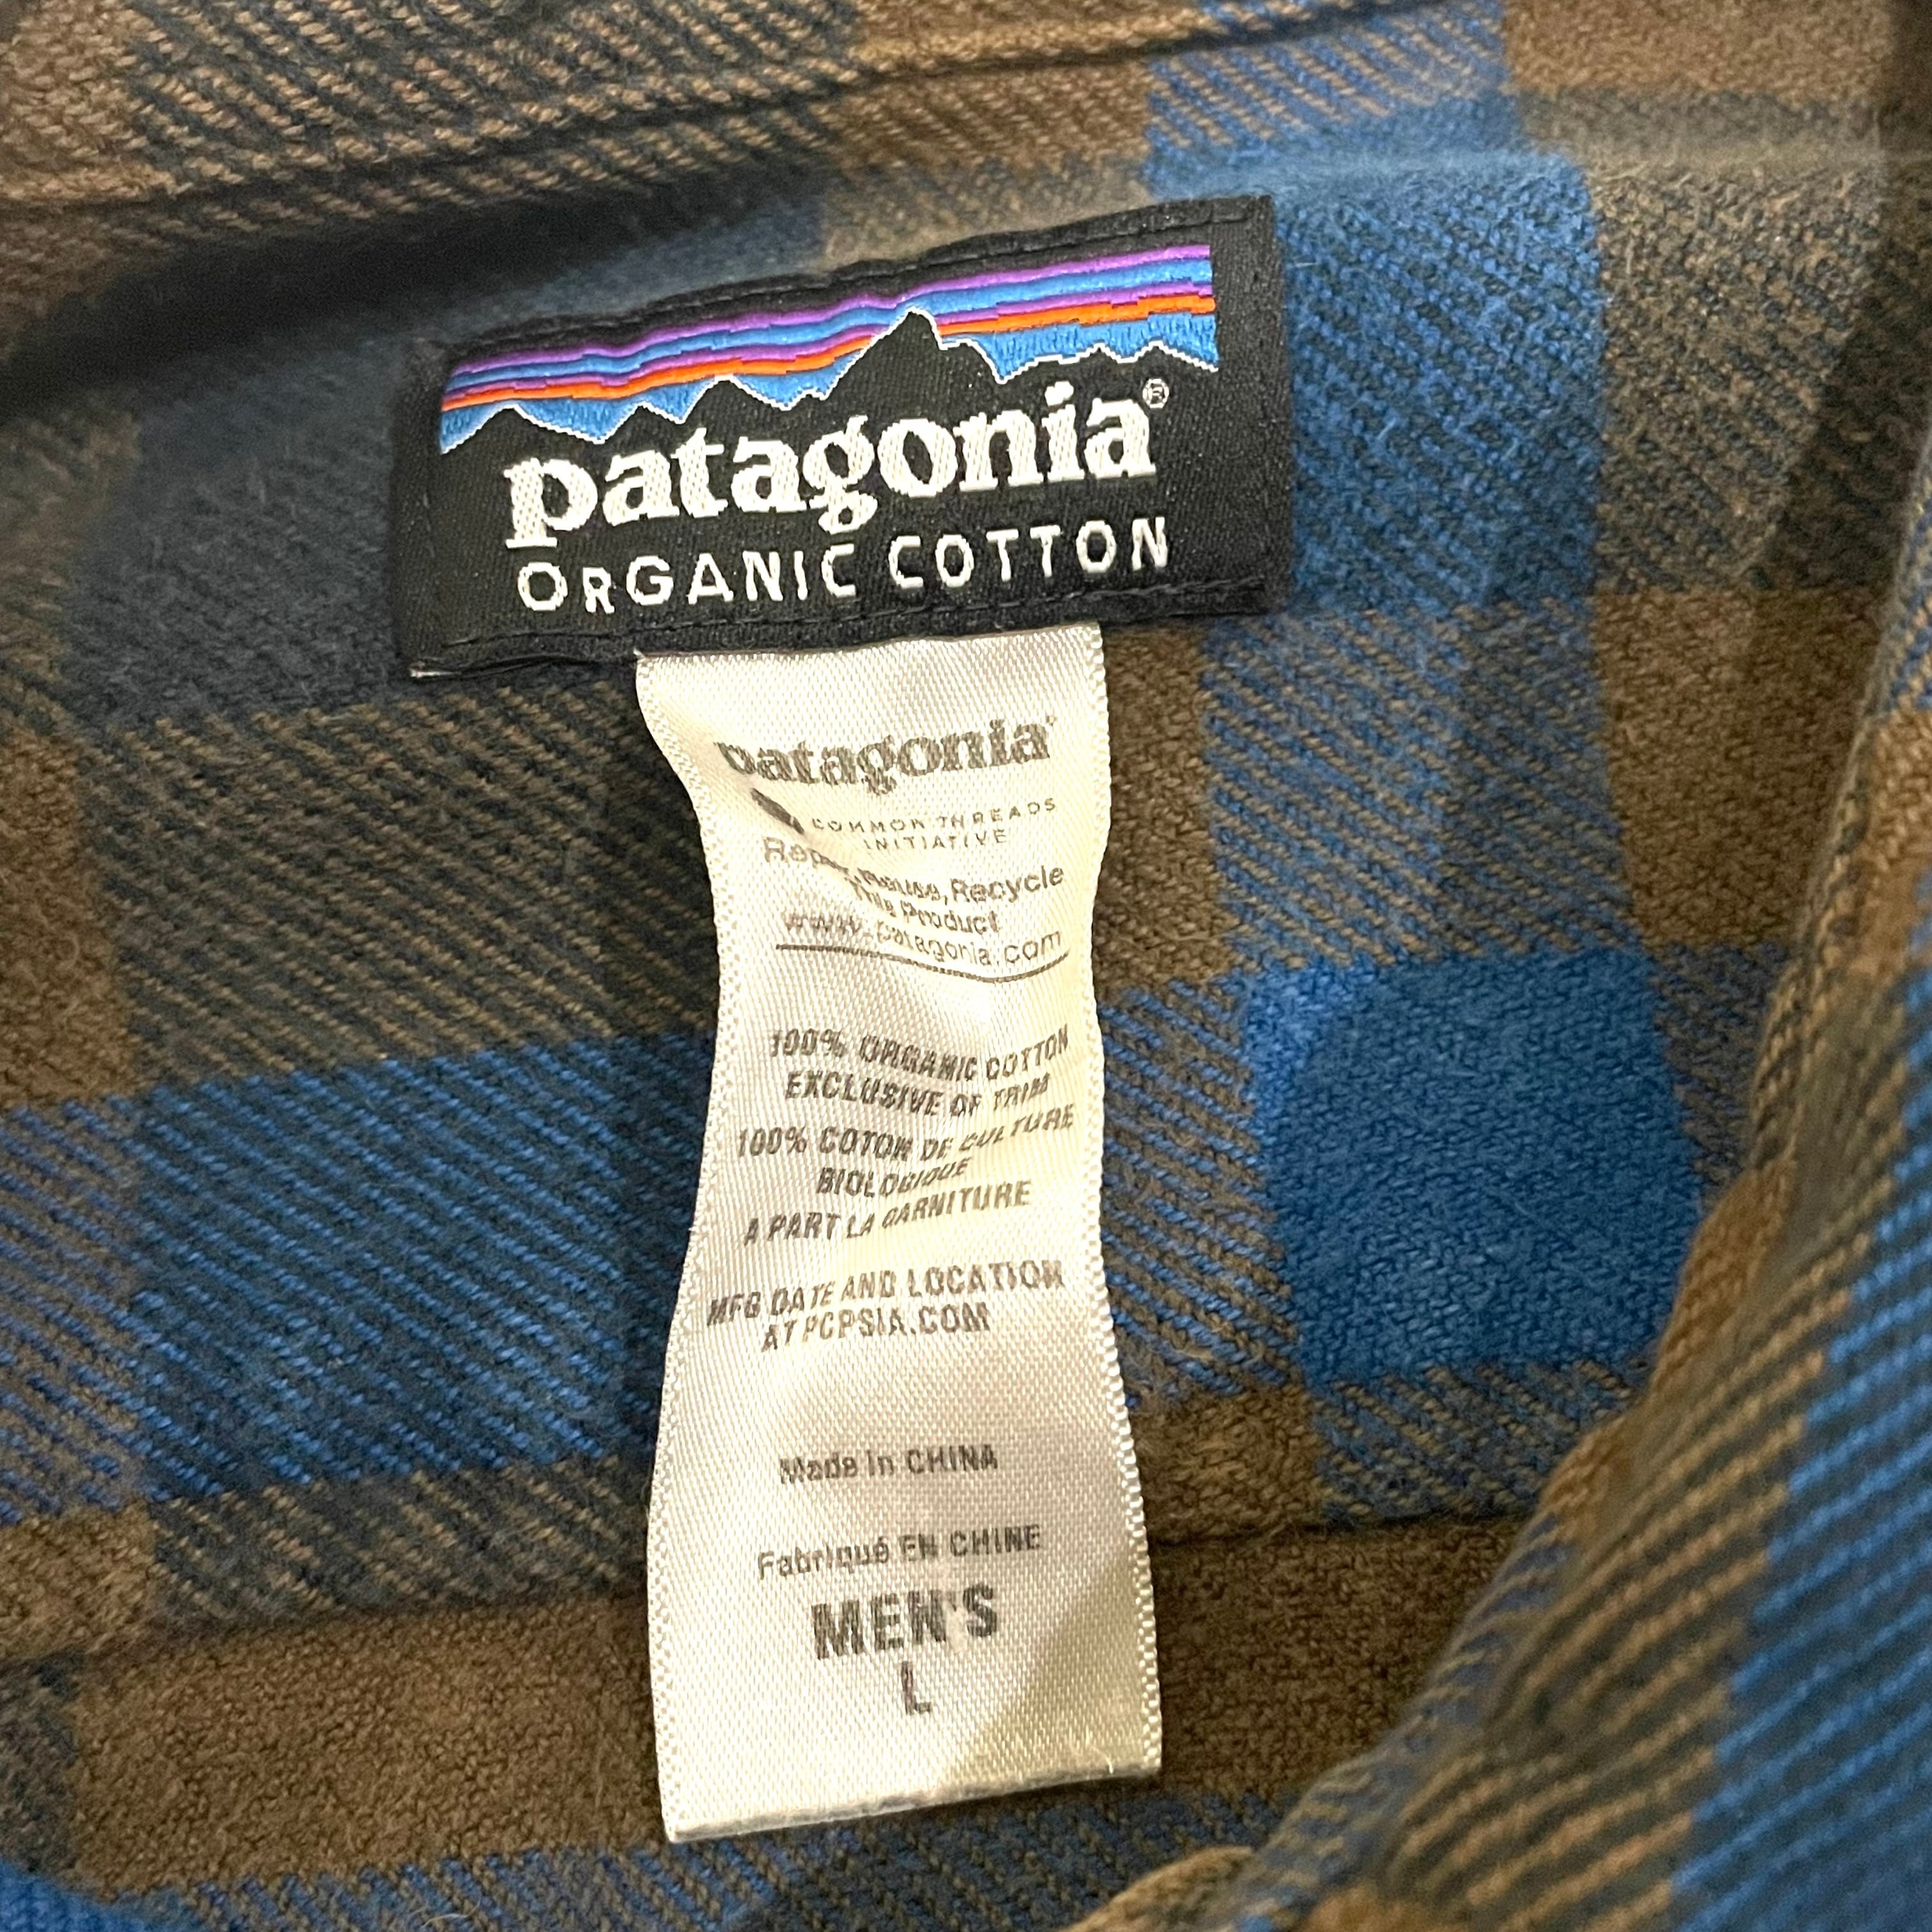 patagonia®
ORGANIC COTTON
patagonia®
COMMON THREADS
INITIATIVE
Repair, Reuse, Recycle
This Product
www.patagonia.com
100% ORGANIC COTTON
EXCLUSIVE OF TRIM
100% COTON DE CULTURE
BIOLOGIQUE
A PART LA GARNITURE
MFG DATE AND LOCATION
AT PCPSIA.COM
Made in CHINA
Fabriqué EN CHINE
MEN'S
L